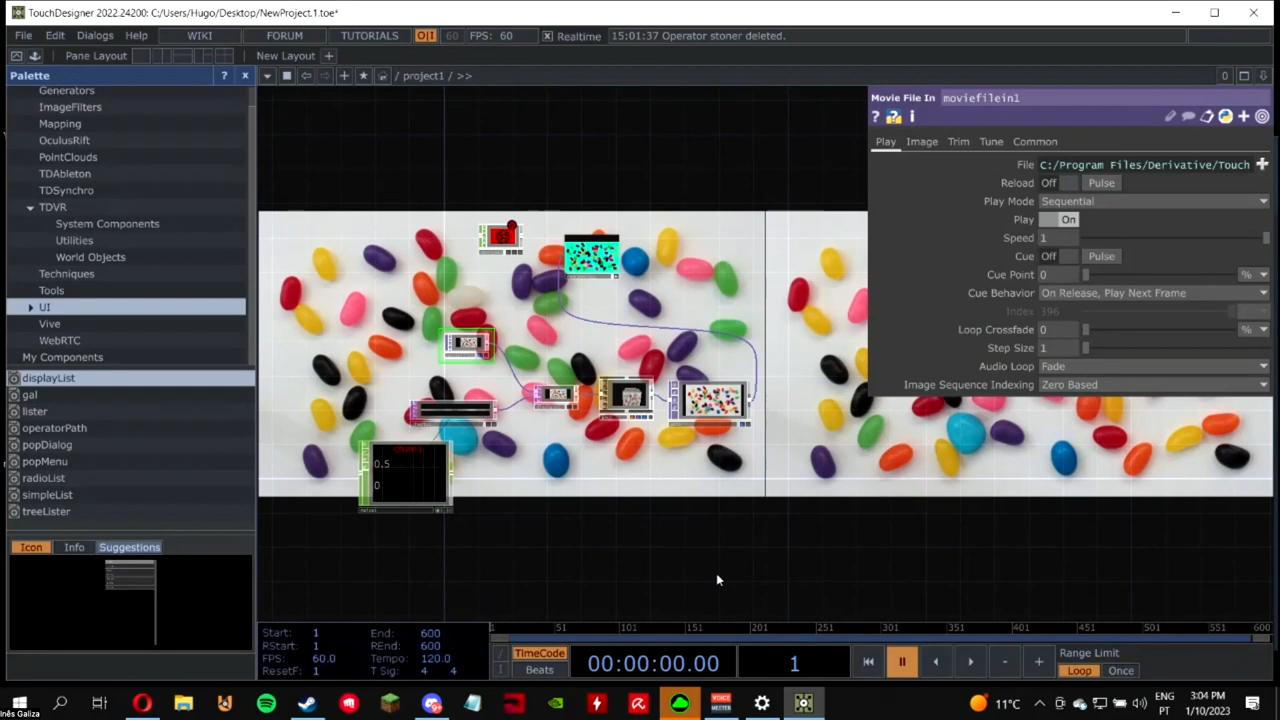 TouchDesigner 2022.24200: C:/Users/Hugo/Desktop/NewProject.1.toe*
File Edit Dialogs Help WIKI FORUM TUTORIALS O|I 60 FPS: 60 Realtime 15:01:37 Operator stoner deleted.
Pane Layout New Layout
Palette ? x / project1 / >> 0
Generators
ImageFilters
Mapping
OculusRift
PointClouds
TDAbleton
TDSynchro
TDVR
System Components
Utilities
World Objects
Techniques
Tools
UI
Vive
WebRTC
My Components
displayList
gal
lister
operatorPath
popDialog
popMenu
radioList
simpleList
treeLister
Icon Info Suggestions
0.5
0
Movie File In moviefilein1
Play Image Trim Tune Common
File C:/Program Files/Derivative/Touch
Reload Off Pulse
Play Mode Sequential
Play On
Speed 1
Cue Off Pulse
Cue Point 0 %
Cue Behavior On Release, Play Next Frame
Index 396
Loop Crossfade 0 %
Step Size 1
Audio Loop Fade
Image Sequence Indexing Zero Based
Start: 1 End: 600
RStart: 1 REnd: 600
FPS: 60.0 Tempo: 120.0
ResetF: 1 T Sig: 4 4
1 51 101 151 201 251 301 351 401 451 501 551 600
TimeCode
Beats
00:00:00.00 1
Range Limit
Loop Once
11°C ENG PT 3:04 PM 1/10/2023
VOICE MEETER
Inês Galiza